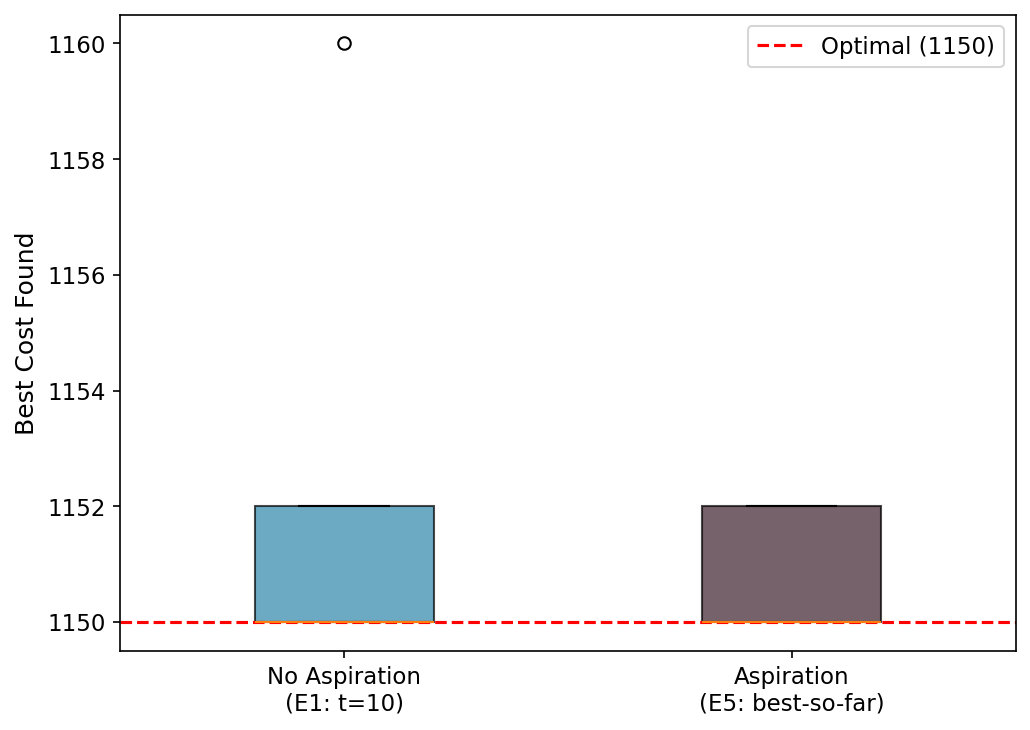 Optimal (1150)
Best Cost Found
1160
1158
1156
1154
1152
1150
No Aspiration
(E1: t=10)
Aspiration
(E5: best-so-far)